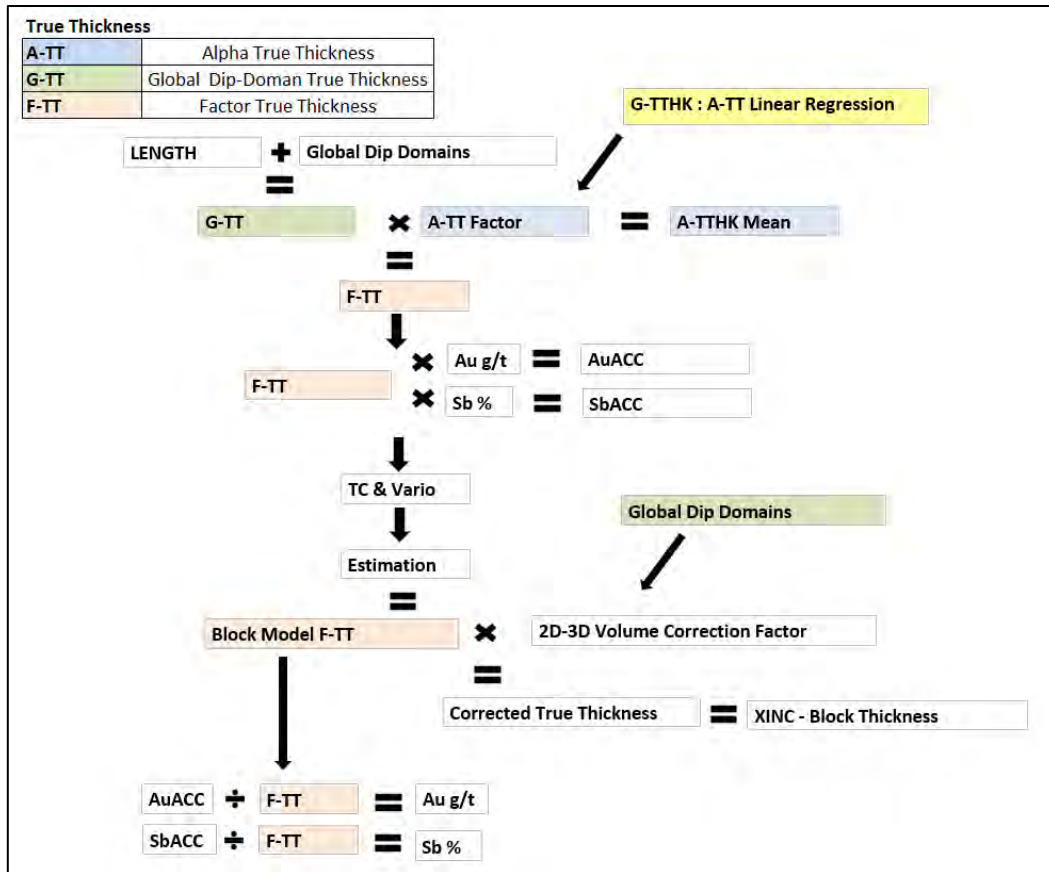 True Thickness
A-TT Alpha True Thickness
G-TT Global Dip-Doman True Thickness
F-TT Factor True Thickness
G-TTHK : A-TT Linear Regression
LENGTH + Global Dip Domains
=
G-TT × A-TT Factor = A-TTHK Mean
=
F-TT
F-TT
× Au g/t = AuACC
× Sb % = SbACC
TC & Vario
Global Dip Domains
Estimation
=
Block Model F-TT × 2D-3D Volume Correction Factor
=
Corrected True Thickness = XINC - Block Thickness
AuACC ÷ F-TT = Au g/t
SbACC ÷ F-TT = Sb %